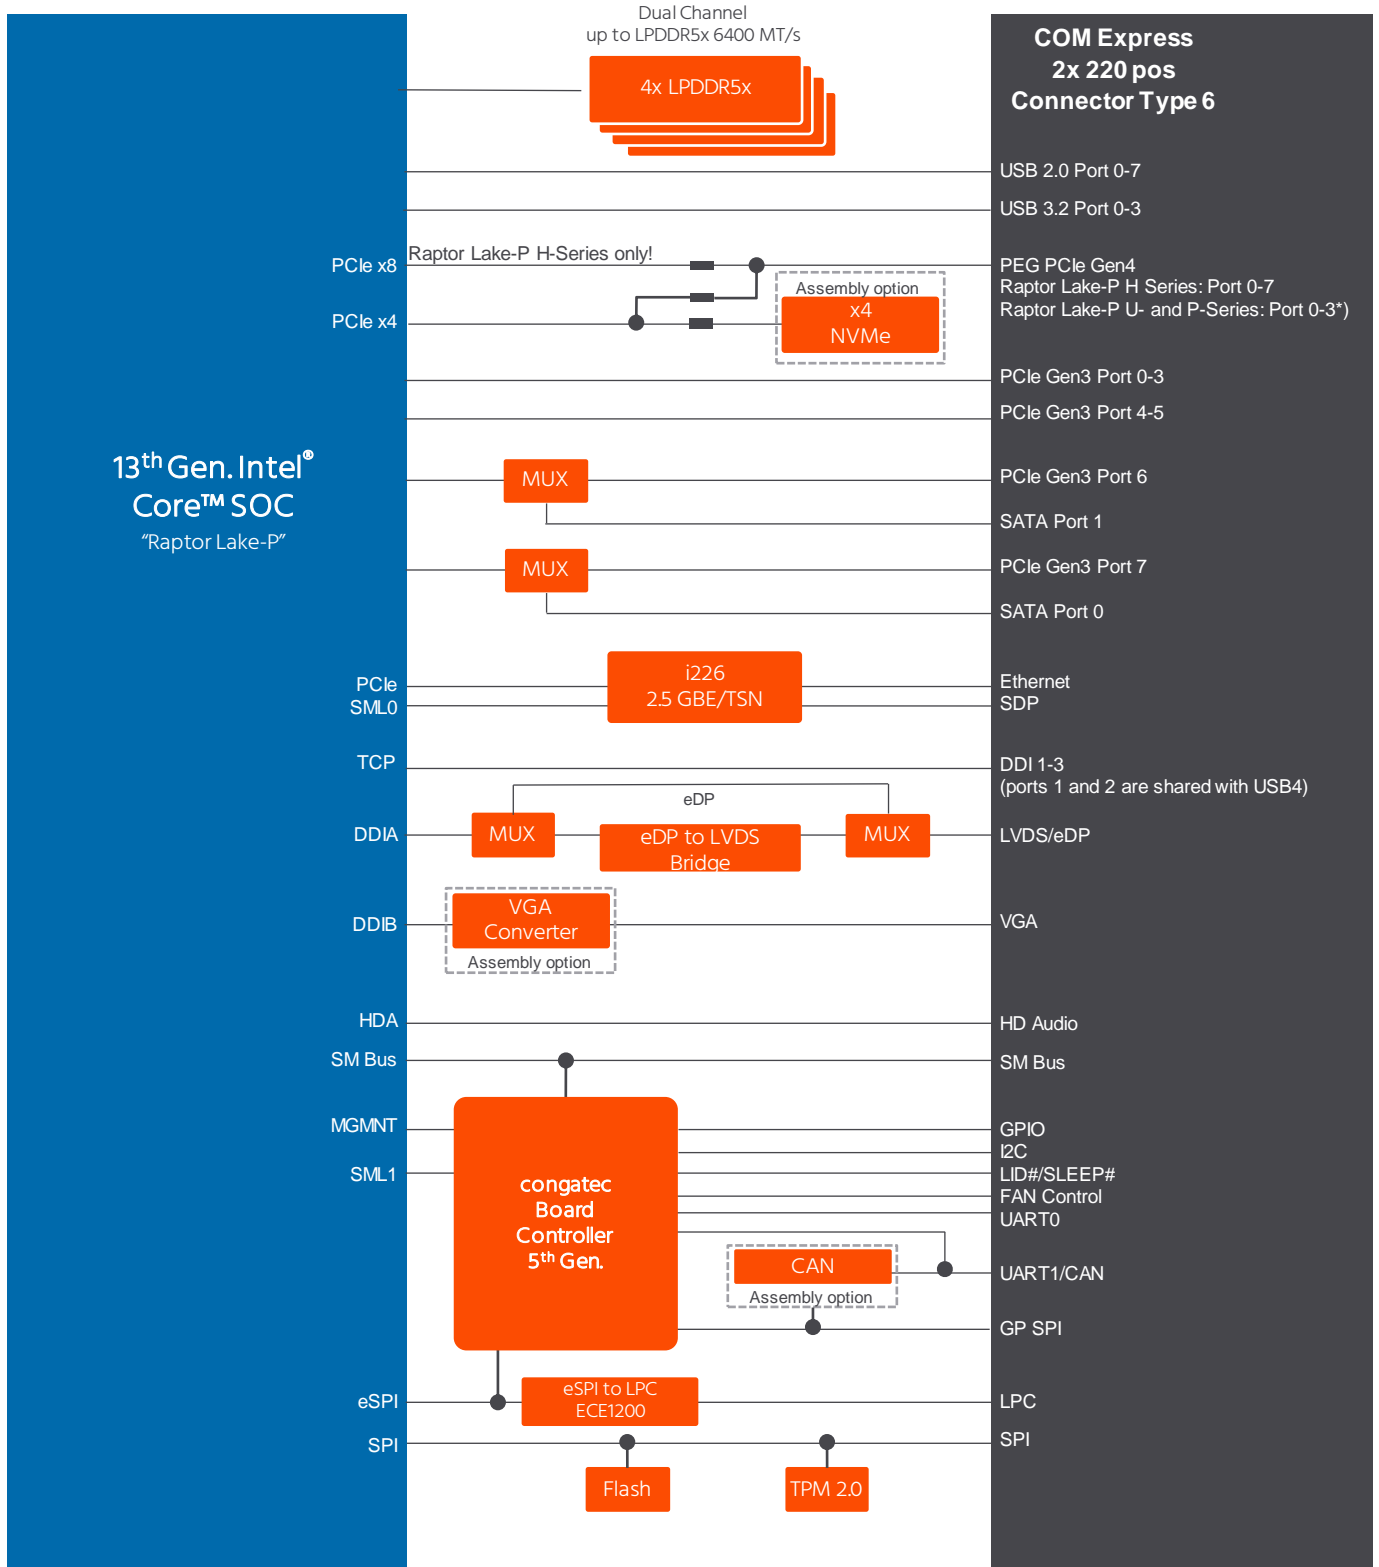 Dual Channel
up to LPDDR5x 6400 MT/s
4x LPDDR5x
COM Express
2x 220 pos
Connector Type 6
USB 2.0 Port 0-7
USB 3.2 Port 0-3
PCIe x8
Raptor Lake-P H-Series only!
PEG PCIe Gen4
Raptor Lake-P H Series: Port 0-7
Raptor Lake-P U- and P-Series: Port 0-3*)
Assembly option
x4
NVMe
PCIe x4
PCIe Gen3 Port 0-3
PCIe Gen3 Port 4-5
13th Gen. Intel®
Core™ SOC
“Raptor Lake-P”
MUX
PCIe Gen3 Port 6
SATA Port 1
MUX
PCIe Gen3 Port 7
SATA Port 0
PCIe
SML0
i226
2.5 GBE/TSN
Ethernet
SDP
TCP
DDI 1-3
(ports 1 and 2 are shared with USB4)
eDP
DDIA
MUX
eDP to LVDS
Bridge
MUX
LVDS/eDP
DDIB
VGA
Converter
Assembly option
VGA
HDA
HD Audio
SM Bus
SM Bus
MGMNT
SML1
congatec
Board
Controller
5th Gen.
GPIO
I2C
LID#/SLEEP#
FAN Control
UART0
CAN
Assembly option
UART1/CAN
GP SPI
eSPI
eSPI to LPC
ECE1200
LPC
SPI
SPI
Flash
TPM 2.0